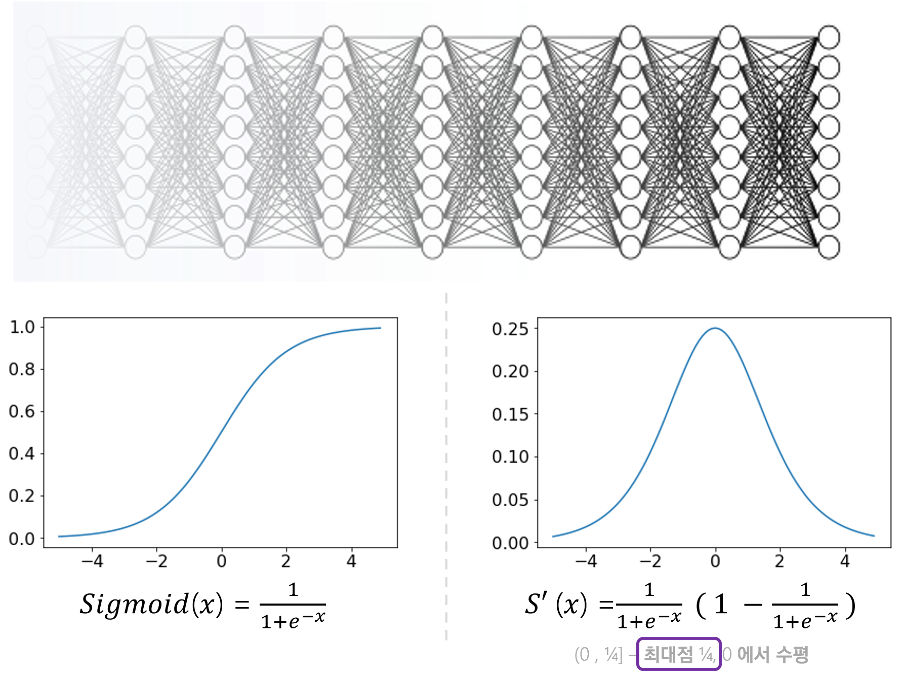 1.0
0.8
0.6
0.4
0.2
0.0
−4 −2 0 2 4
0.25
0.20
0.15
0.10
0.05
0.00
−4 −2 0 2 4
Sigmoid(x) = 1/(1+e^−x)
S′ (x) = 1/(1+e^−x) ( 1 − 1/(1+e^−x) )
(0 , ¼] – 최대점 ¼, 0 에서 수평